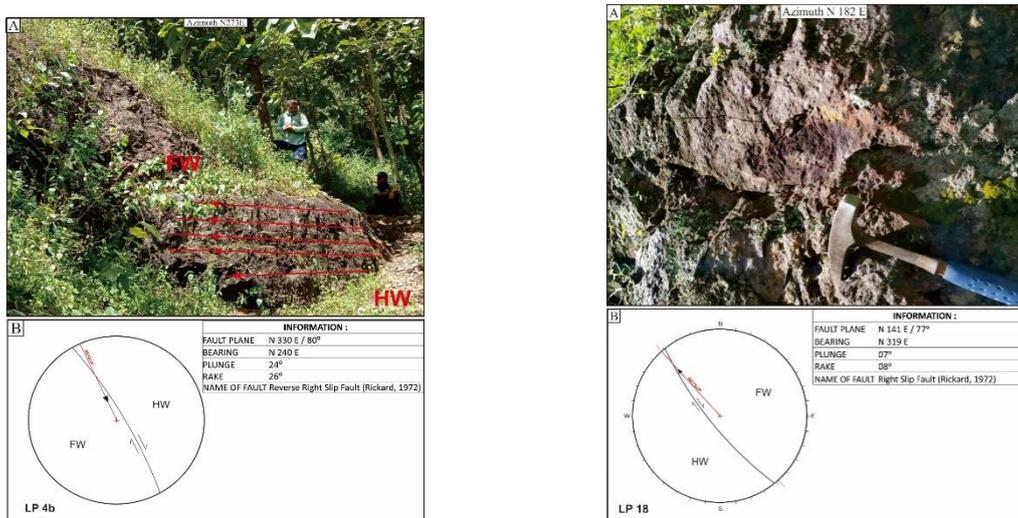 A
Azimuth N273E
FW
HW
B
INFORMATION :
FAULT PLANE N 330 E / 80°
BEARING N 240 E
PLUNGE 24°
RAKE 26°
NAME OF FAULT Reverse Right Slip Fault (Rickard, 1972)
HW
FW
LP 4b
A
Azimuth N 182 E
B
INFORMATION :
FAULT PLANE N 141 E / 77°
BEARING N 319 E
PLUNGE 07°
RAKE 08°
NAME OF FAULT Right Slip Fault (Rickard, 1972)
N
FW
W
E
HW
S
LP 18